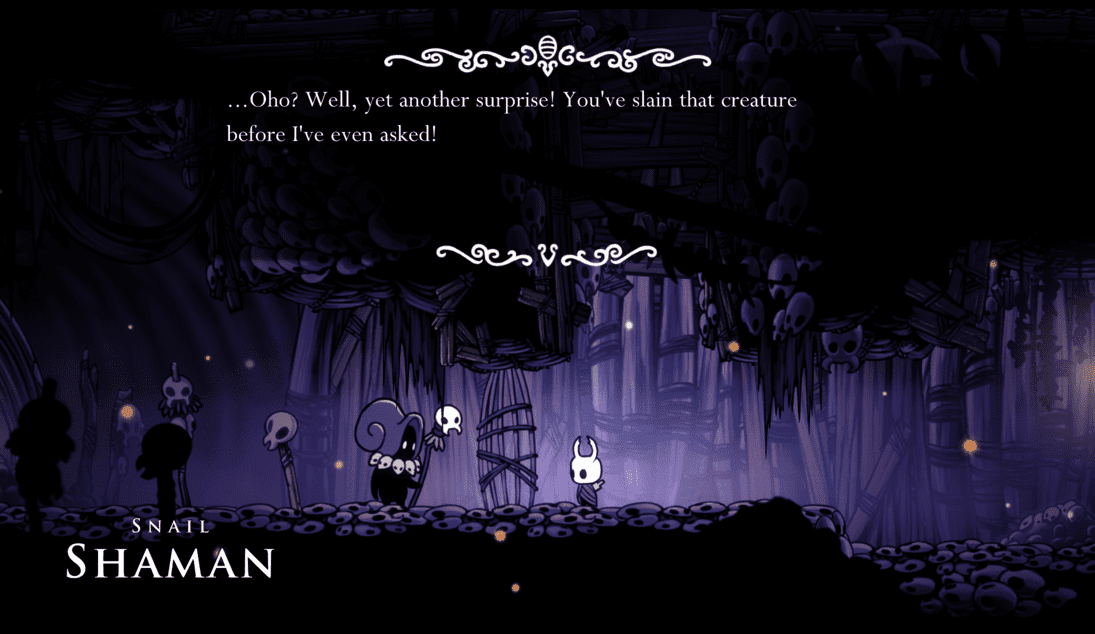 ...Oho? Well, yet another surprise! You've slain that creature
before I've even asked!
Snail
Shaman